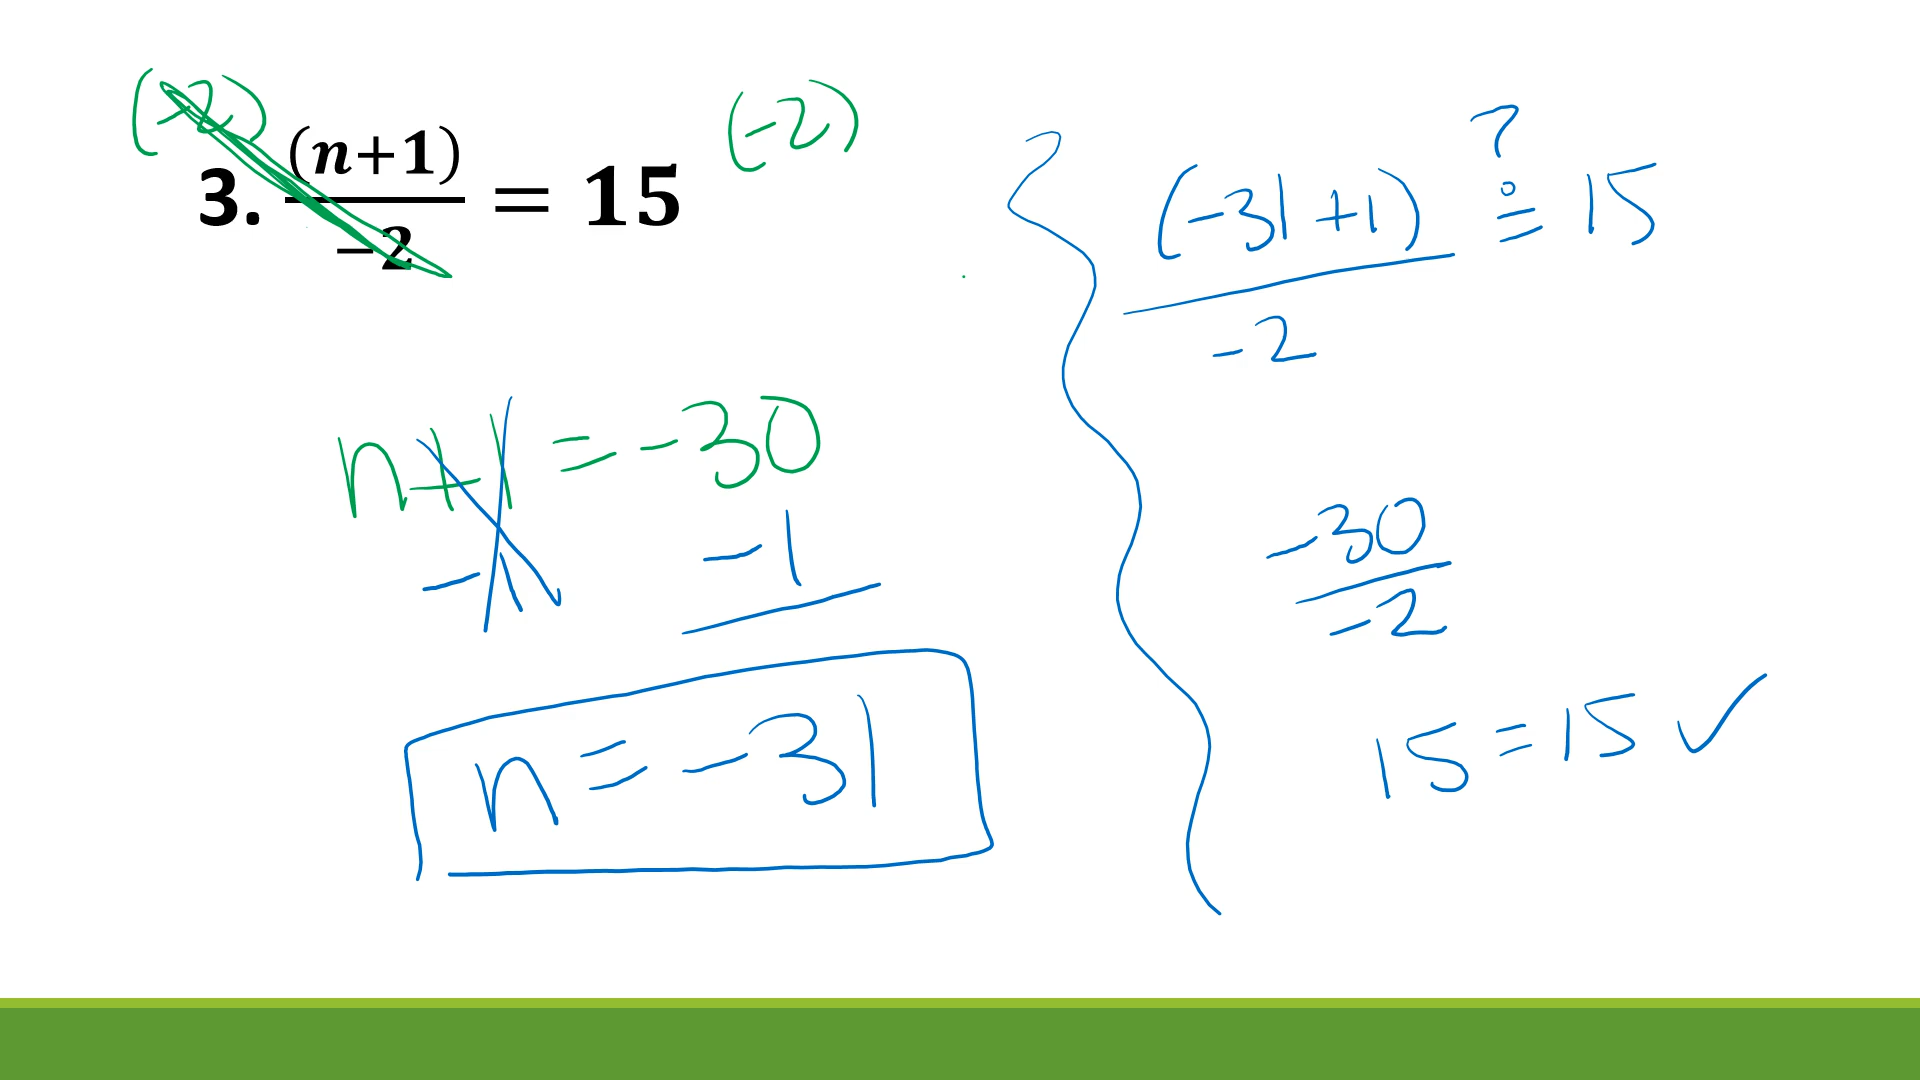 (-2) (-2)
3. (n+1)/-2 = 15
n+1 = -30
-1 -1
n = -31
(-31+1)/-2 ≟ 15
-30/-2
15 = 15 ✓